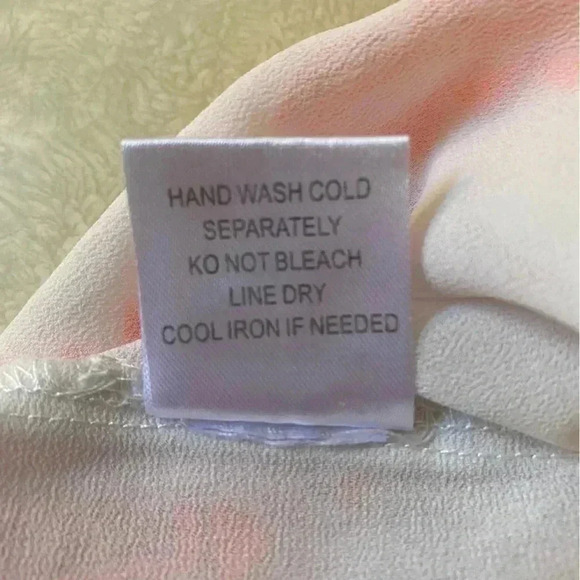 HAND WASH COLD
SEPARATELY
KO NOT BLEACH
LINE DRY
COOL IRON IF NEEDED